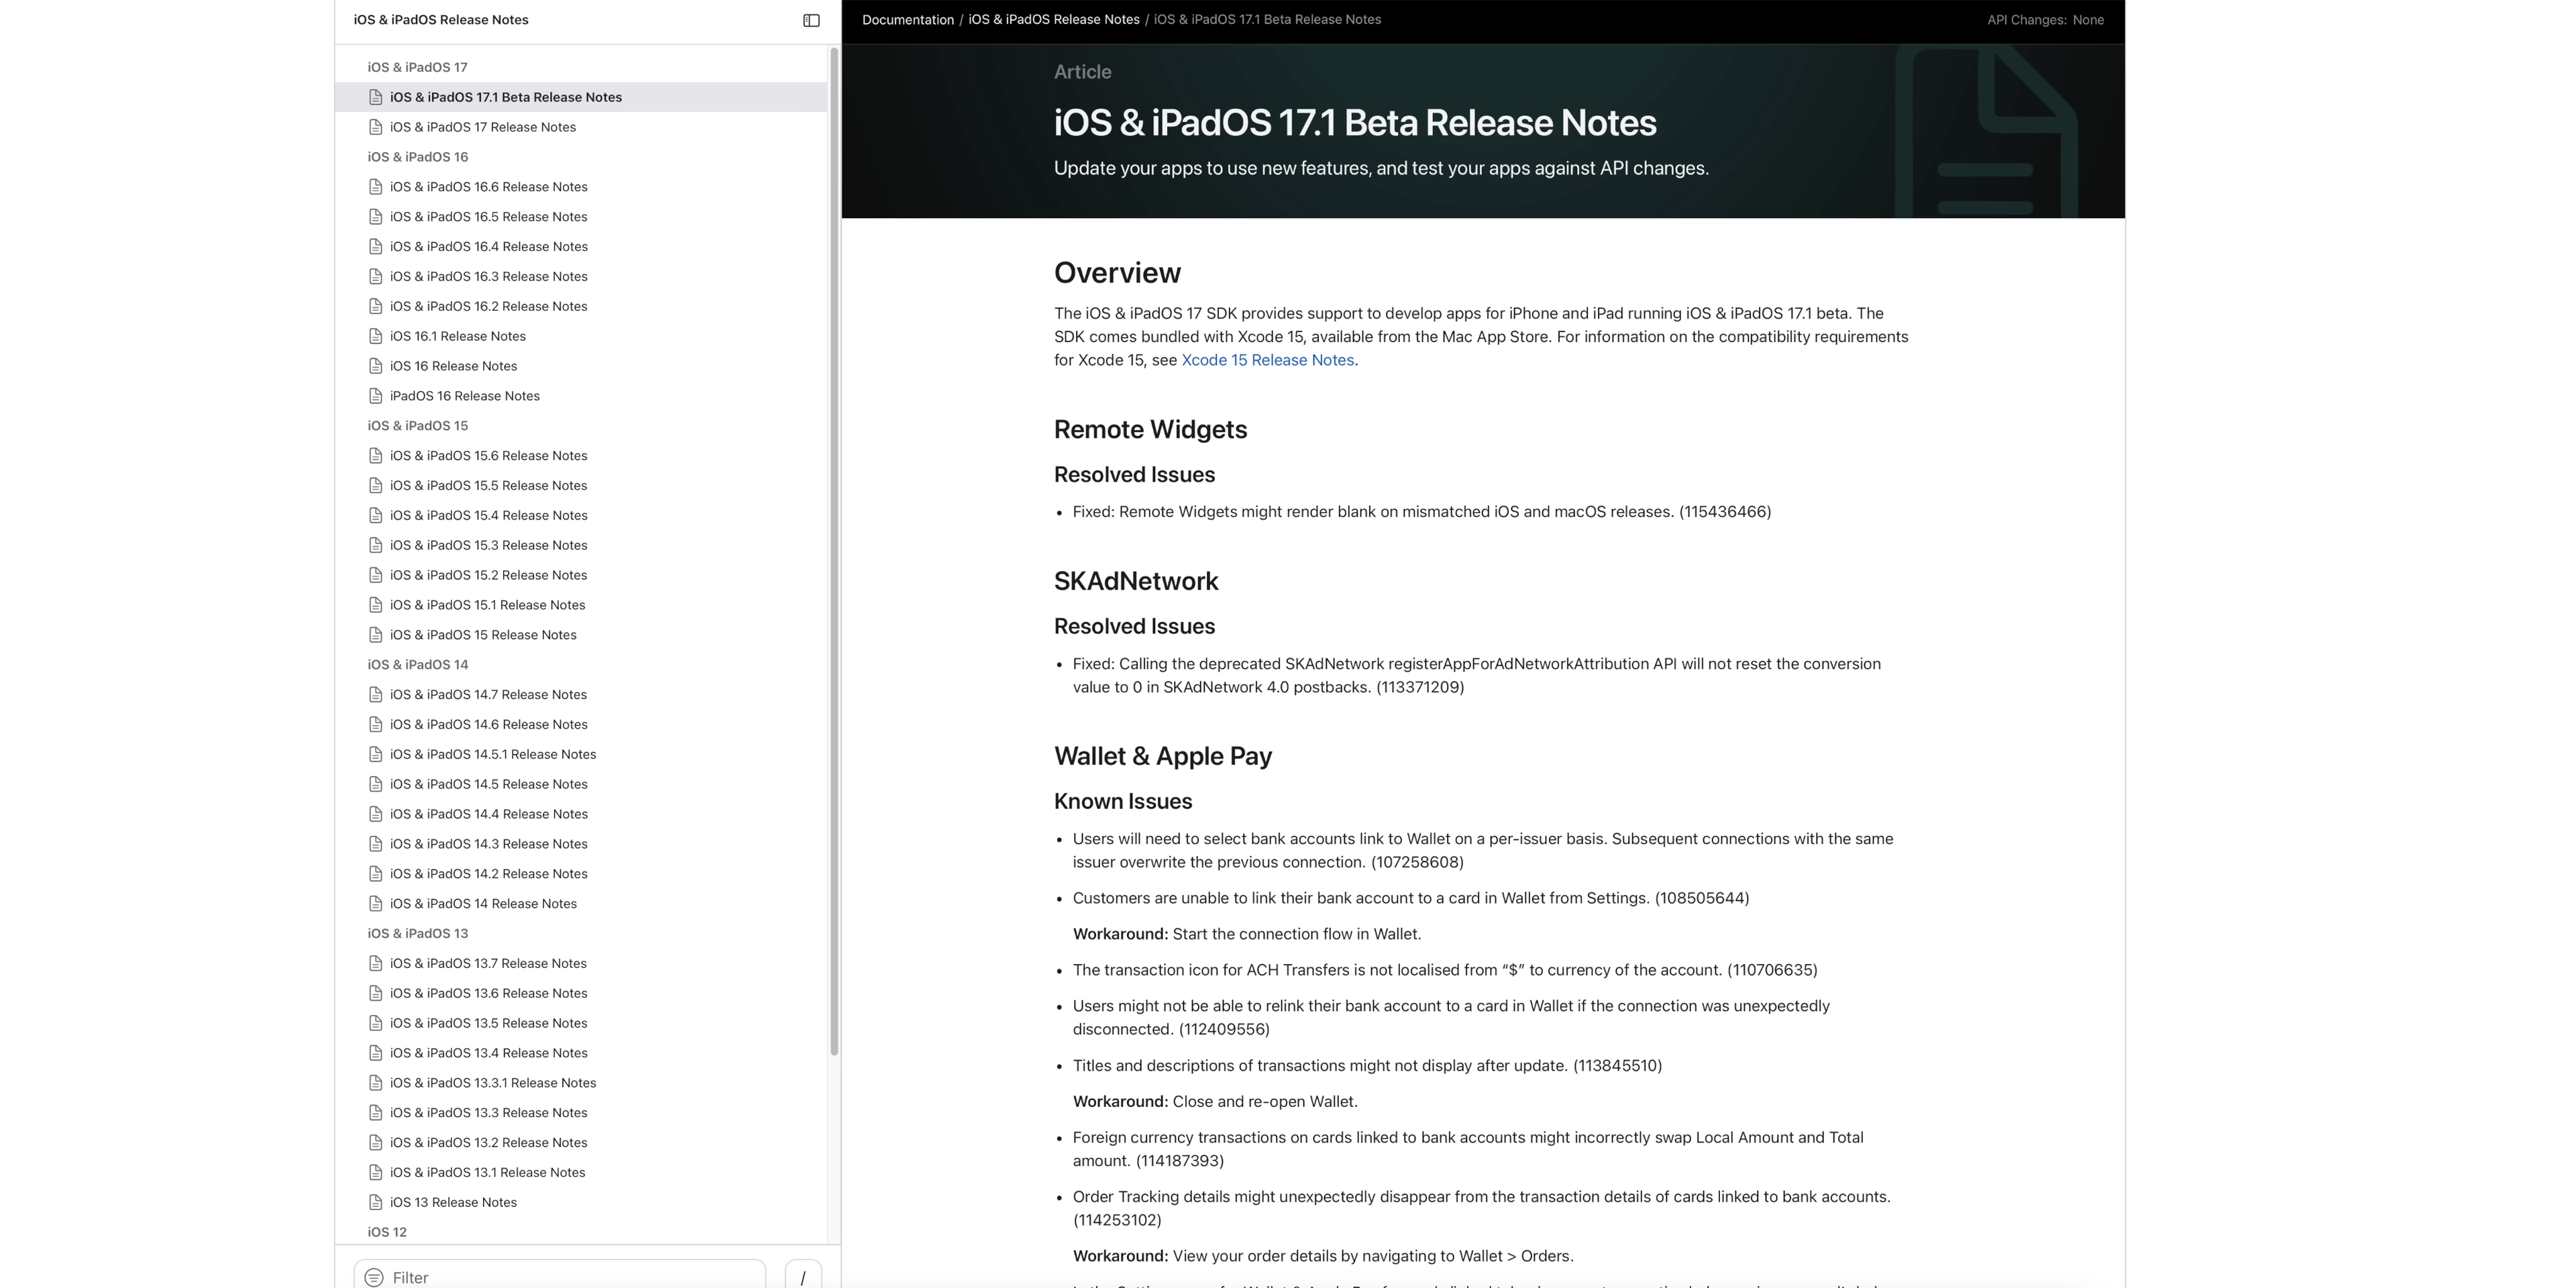 iOS & iPadOS Release Notes
iOS & iPadOS 17
iOS & iPadOS 17.1 Beta Release Notes
iOS & iPadOS 17 Release Notes
iOS & iPadOS 16
iOS & iPadOS 16.6 Release Notes
iOS & iPadOS 16.5 Release Notes
iOS & iPadOS 16.4 Release Notes
iOS & iPadOS 16.3 Release Notes
iOS & iPadOS 16.2 Release Notes
iOS 16.1 Release Notes
iOS 16 Release Notes
iPadOS 16 Release Notes
iOS & iPadOS 15
iOS & iPadOS 15.6 Release Notes
iOS & iPadOS 15.5 Release Notes
iOS & iPadOS 15.4 Release Notes
iOS & iPadOS 15.3 Release Notes
iOS & iPadOS 15.2 Release Notes
iOS & iPadOS 15.1 Release Notes
iOS & iPadOS 15 Release Notes
iOS & iPadOS 14
iOS & iPadOS 14.7 Release Notes
iOS & iPadOS 14.6 Release Notes
iOS & iPadOS 14.5.1 Release Notes
iOS & iPadOS 14.5 Release Notes
iOS & iPadOS 14.4 Release Notes
iOS & iPadOS 14.3 Release Notes
iOS & iPadOS 14.2 Release Notes
iOS & iPadOS 14 Release Notes
iOS & iPadOS 13
iOS & iPadOS 13.7 Release Notes
iOS & iPadOS 13.6 Release Notes
iOS & iPadOS 13.5 Release Notes
iOS & iPadOS 13.4 Release Notes
iOS & iPadOS 13.3.1 Release Notes
iOS & iPadOS 13.3 Release Notes
iOS & iPadOS 13.2 Release Notes
iOS & iPadOS 13.1 Release Notes
iOS 13 Release Notes
iOS 12
Filter
/
Documentation / iOS & iPadOS Release Notes / iOS & iPadOS 17.1 Beta Release Notes
API Changes: None
Article
iOS & iPadOS 17.1 Beta Release Notes
Update your apps to use new features, and test your apps against API changes.
Overview
The iOS & iPadOS 17 SDK provides support to develop apps for iPhone and iPad running iOS & iPadOS 17.1 beta. The
SDK comes bundled with Xcode 15, available from the Mac App Store. For information on the compatibility requirements
for Xcode 15, see Xcode 15 Release Notes.
Remote Widgets
Resolved Issues
• Fixed: Remote Widgets might render blank on mismatched iOS and macOS releases. (115436466)
SKAdNetwork
Resolved Issues
• Fixed: Calling the deprecated SKAdNetwork registerAppForAdNetworkAttribution API will not reset the conversion
value to 0 in SKAdNetwork 4.0 postbacks. (113371209)
Wallet & Apple Pay
Known Issues
• Users will need to select bank accounts link to Wallet on a per-issuer basis. Subsequent connections with the same
issuer overwrite the previous connection. (107258608)
• Customers are unable to link their bank account to a card in Wallet from Settings. (108505644)
Workaround: Start the connection flow in Wallet.
• The transaction icon for ACH Transfers is not localised from “$” to currency of the account. (110706635)
• Users might not be able to relink their bank account to a card in Wallet if the connection was unexpectedly
disconnected. (112409556)
• Titles and descriptions of transactions might not display after update. (113845510)
Workaround: Close and re-open Wallet.
• Foreign currency transactions on cards linked to bank accounts might incorrectly swap Local Amount and Total
amount. (114187393)
• Order Tracking details might unexpectedly disappear from the transaction details of cards linked to bank accounts.
(114253102)
Workaround: View your order details by navigating to Wallet > Orders.